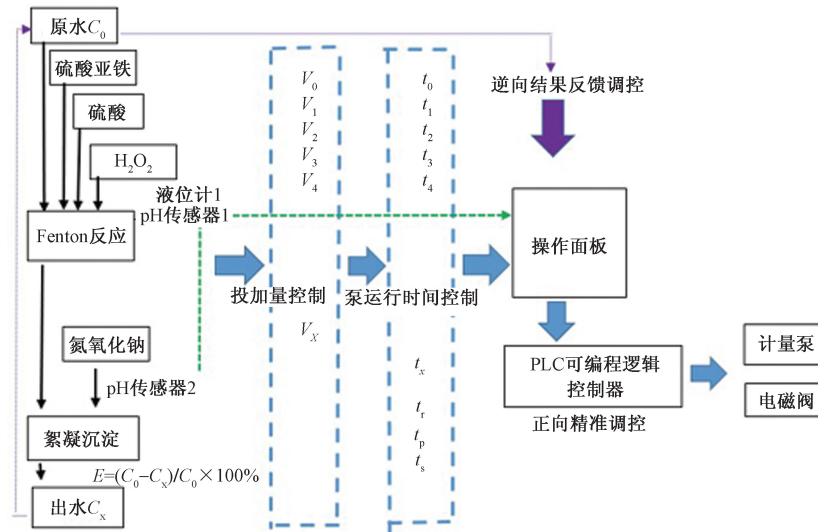 原水C₀
硫酸亚铁
硫酸
H₂O₂
液位计1
pH传感器1
Fenton反应
氮氧化钠
pH传感器2
絮凝沉淀
E=(C₀−Cₓ)/C₀×100%
出水Cₓ
V₀
V₁
V₂
V₃
V₄
投加量控制
Vₓ
t₀
t₁
t₂
t₃
t₄
泵运行时间控制
tₓ
tᵣ
tₚ
tₛ
逆向结果反馈调控
操作面板
PLC可编程逻辑
控制器
正向精准调控
计量泵
电磁阀